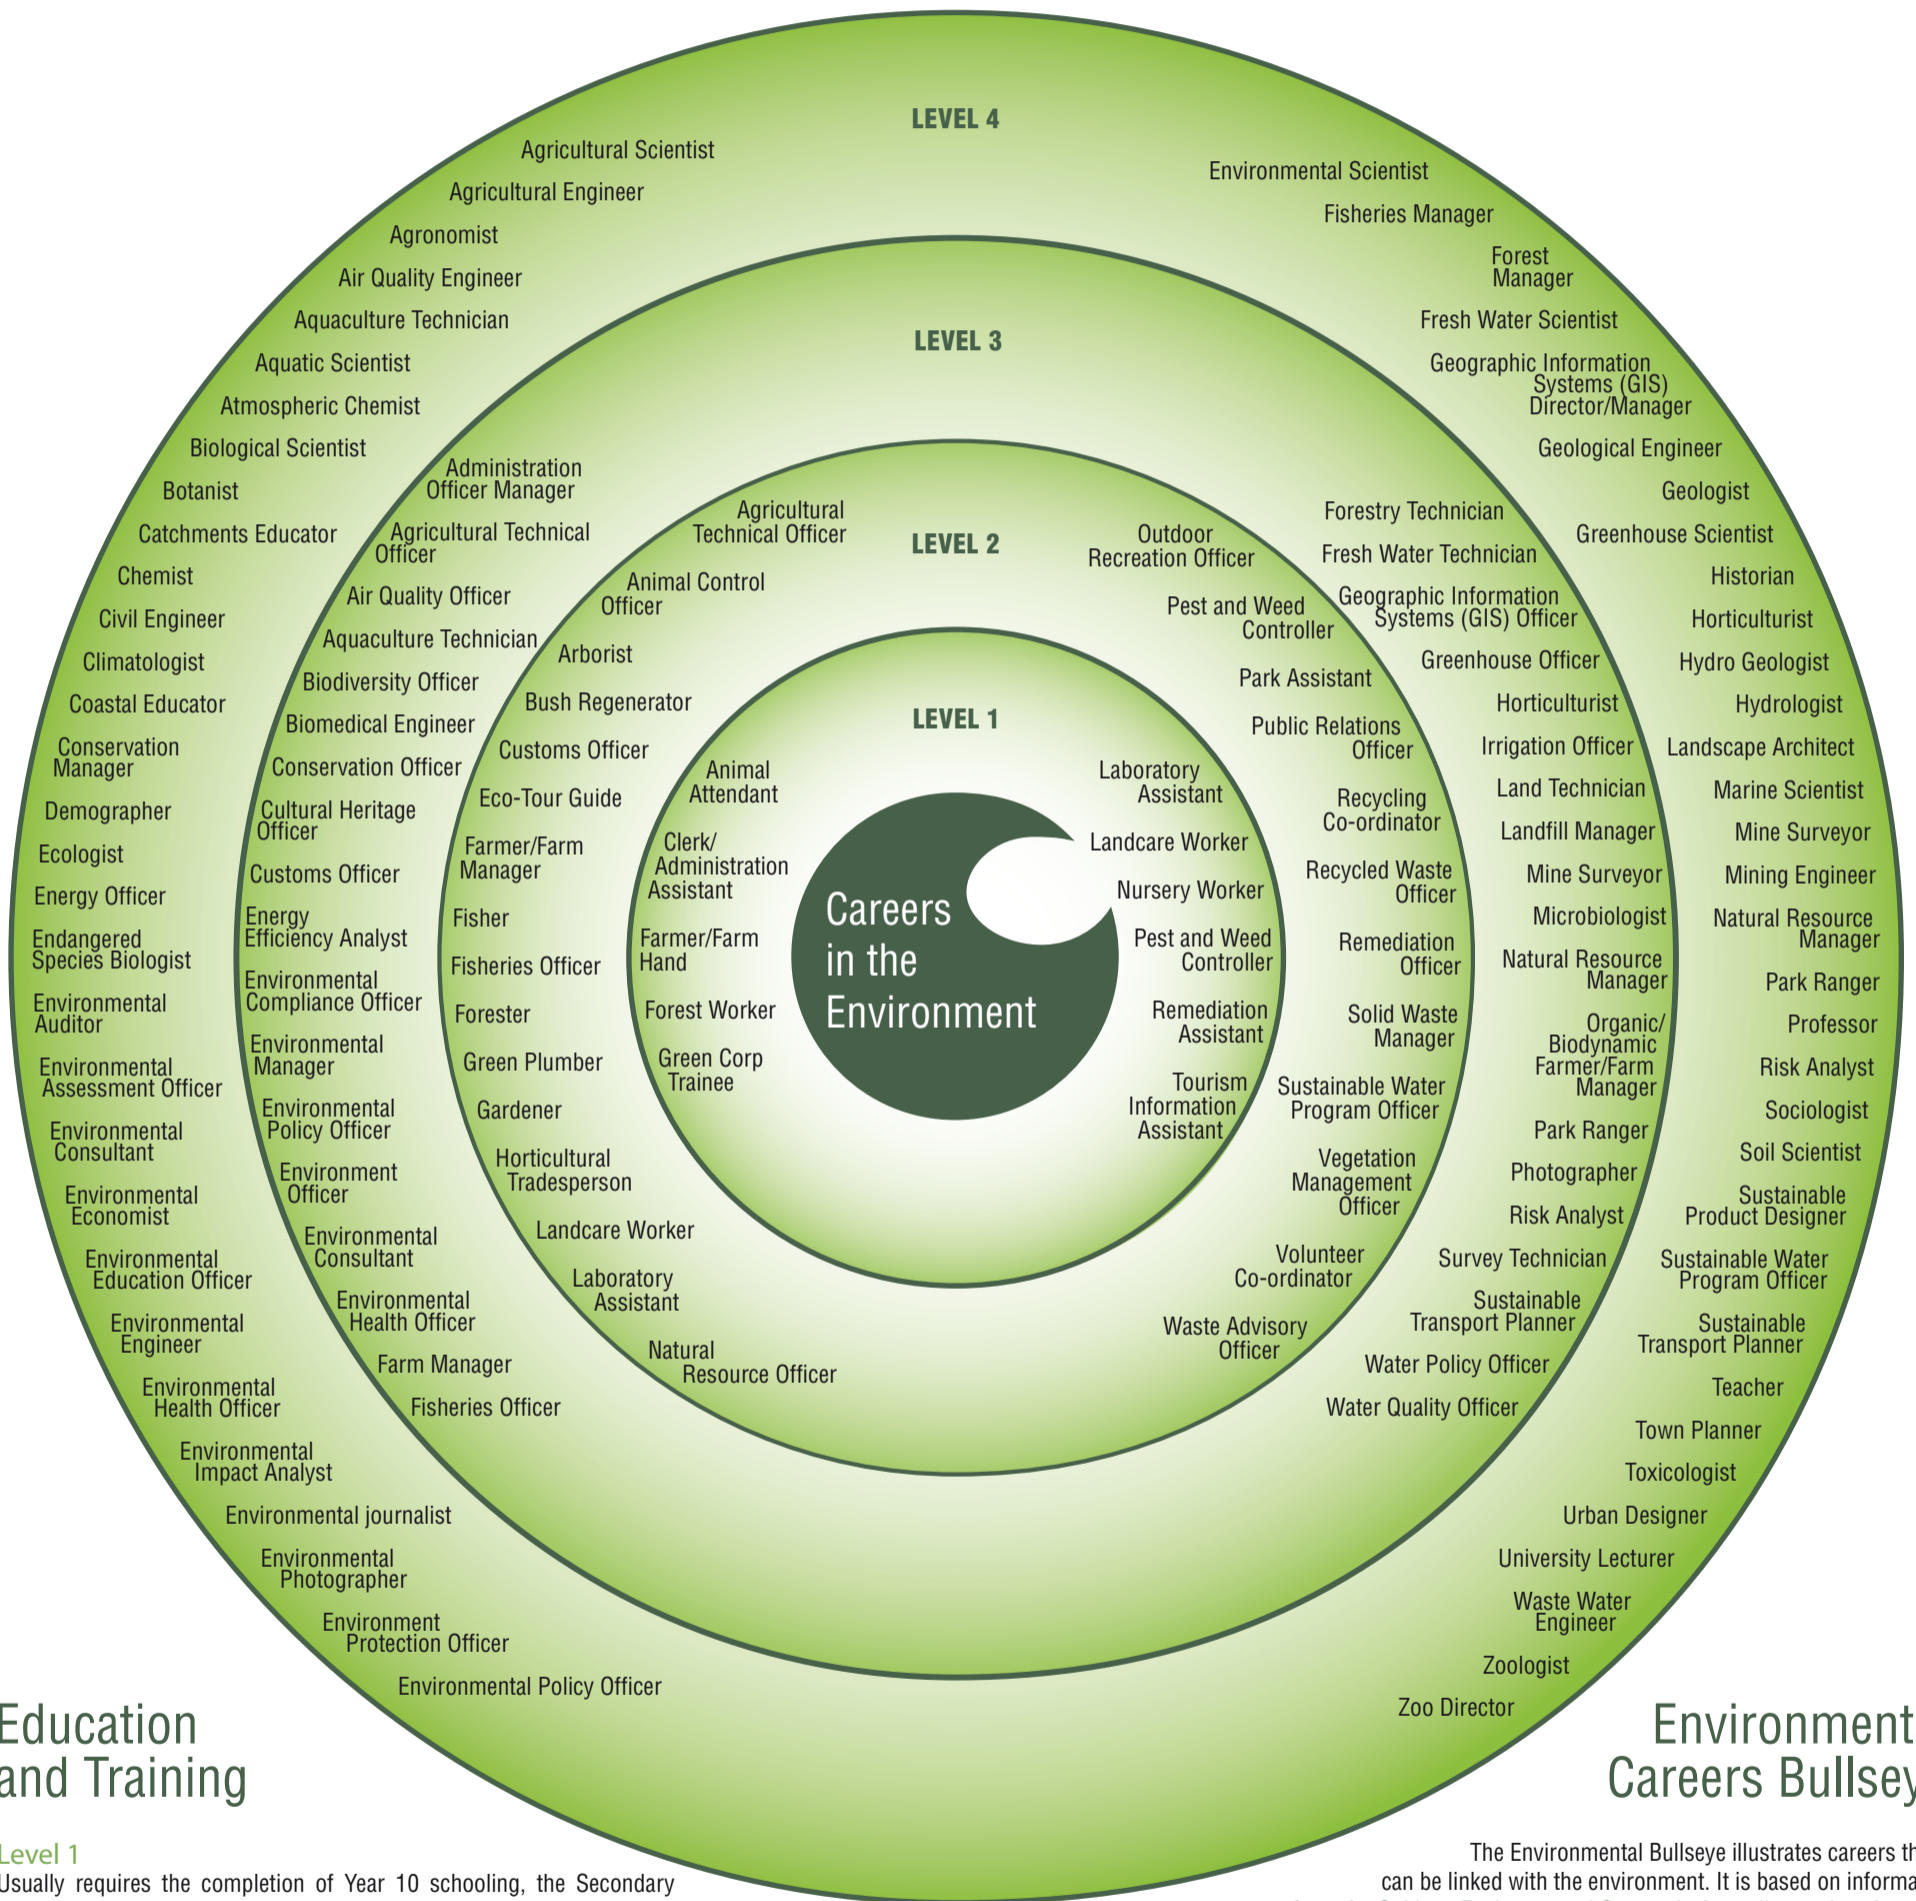 LEVEL 4
Agricultural Scientist
Agricultural Engineer
Agronomist
Air Quality Engineer
Aquaculture Technician
Aquatic Scientist
Atmospheric Chemist
Biological Scientist
Botanist
Catchments Educator
Chemist
Civil Engineer
Climatologist
Coastal Educator
Conservation
Manager
Demographer
Ecologist
Energy Officer
Endangered
Species Biologist
Environmental
Auditor
Environmental
Assessment Officer
Environmental
Consultant
Environmental
Economist
Environmental
Education Officer
Environmental
Engineer
Environmental
Health Officer
Environmental
Impact Analyst
Environmental journalist
Environmental
Photographer
Environment
Protection Officer
Environmental Policy Officer
Environmental Scientist
Fisheries Manager
Forest
Manager
Fresh Water Scientist
Geographic Information
Systems (GIS)
Director/Manager
Geological Engineer
Geologist
Greenhouse Scientist
Historian
Horticulturist
Hydro Geologist
Hydrologist
Landscape Architect
Marine Scientist
Mine Surveyor
Mining Engineer
Natural Resource
Manager
Park Ranger
Professor
Risk Analyst
Sociologist
Soil Scientist
Sustainable
Product Designer
Sustainable Water
Program Officer
Sustainable
Transport Planner
Teacher
Town Planner
Toxicologist
Urban Designer
University Lecturer
Waste Water
Engineer
Zoologist
Zoo Director
LEVEL 3
Administration
Officer Manager
Agricultural Technical
Officer
Air Quality Officer
Aquaculture Technician
Biodiversity Officer
Biomedical Engineer
Conservation Officer
Cultural Heritage
Officer
Customs Officer
Energy
Efficiency Analyst
Environmental
Compliance Officer
Environmental
Manager
Environmental
Policy Officer
Environment
Officer
Environmental
Consultant
Environmental
Health Officer
Farm Manager
Fisheries Officer
Forestry Technician
Fresh Water Technician
Geographic Information
Systems (GIS) Officer
Greenhouse Officer
Horticulturist
Irrigation Officer
Land Technician
Landfill Manager
Mine Surveyor
Microbiologist
Natural Resource
Manager
Organic/
Biodynamic
Farmer/Farm
Manager
Park Ranger
Photographer
Risk Analyst
Survey Technician
Sustainable
Transport Planner
Water Policy Officer
Water Quality Officer
LEVEL 2
Agricultural
Technical Officer
Animal Control
Officer
Arborist
Bush Regenerator
Customs Officer
Eco-Tour Guide
Farmer/Farm
Manager
Fisher
Fisheries Officer
Forester
Green Plumber
Gardener
Horticultural
Tradesperson
Landcare Worker
Laboratory
Assistant
Natural
Resource Officer
Outdoor
Recreation Officer
Pest and Weed
Controller
Park Assistant
Public Relations
Officer
Recycling
Co-ordinator
Recycled Waste
Officer
Remediation
Officer
Solid Waste
Manager
Sustainable Water
Program Officer
Vegetation
Management
Officer
Volunteer
Co-ordinator
Waste Advisory
Officer
LEVEL 1
Animal
Attendant
Clerk/
Administration
Assistant
Farmer/Farm
Hand
Forest Worker
Green Corp
Trainee
Laboratory
Assistant
Landcare Worker
Nursery Worker
Pest and Weed
Controller
Remediation
Assistant
Tourism
Information
Assistant
Careers
in the
Environment
Education
and Training
Level 1
Usually requires the completion of Year 10 schooling, the Secondary
Environment
Careers Bullsey
The Environmental Bullseye illustrates careers th
can be linked with the environment. It is based on informa